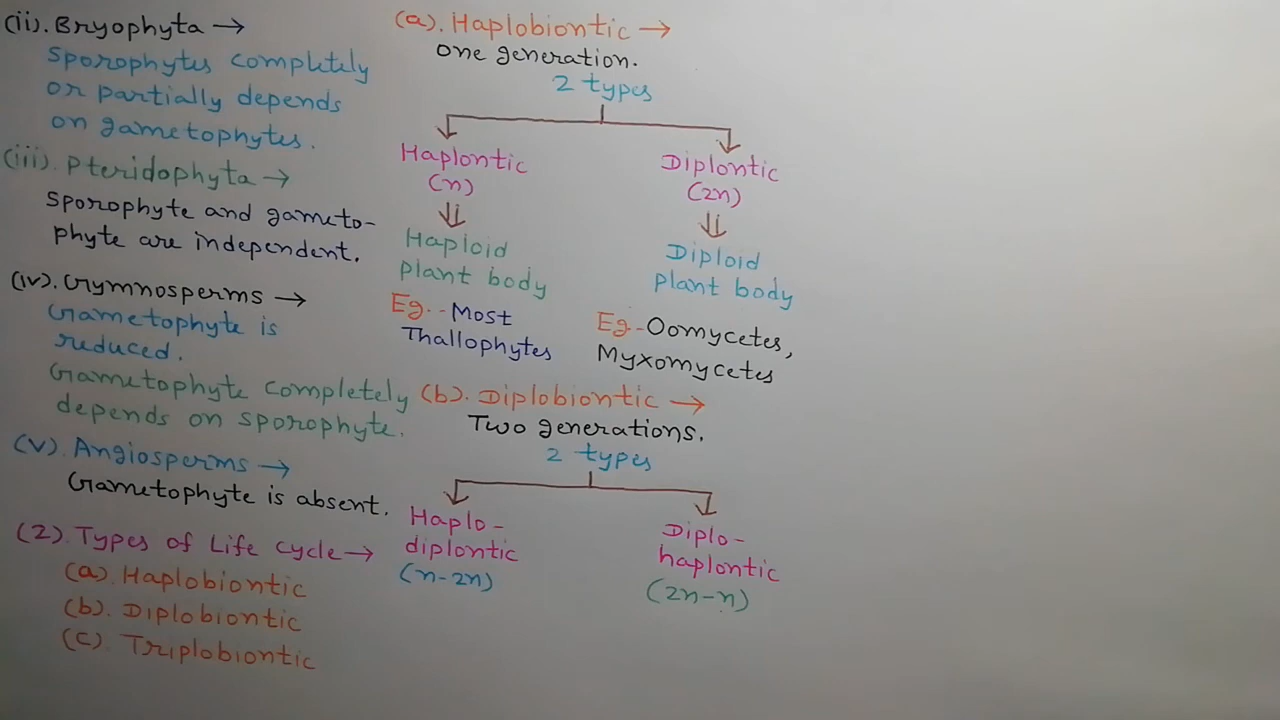 (ii). Bryophyta →
Sporophytes completely
or partially depends
on gametophytes.
(iii). Pteridophyta →
Sporophyte and gameto-
phyte are independent.
(iv). Gymnosperms →
Gametophyte is
reduced.
Gametophyte completely
depends on sporophyte.
(v). Angiosperms →
Gametophyte is absent.
(2). Types of Life cycle →
(a). Haplobiontic
(b). Diplobiontic
(c). Triplobiontic
(a). Haplobiontic →
One generation.
2 types
Haplontic
(n)
Haploid
plant body
Eg.- Most
Thallophytes
Diplontic
(2n)
Diploid
plant body
Eg.- Oomycetes,
Myxomycetes
(b). Diplobiontic →
Two generations.
2 types
Haplo-
diplontic
(n-2n)
Diplo-
haplontic
(2n-n)